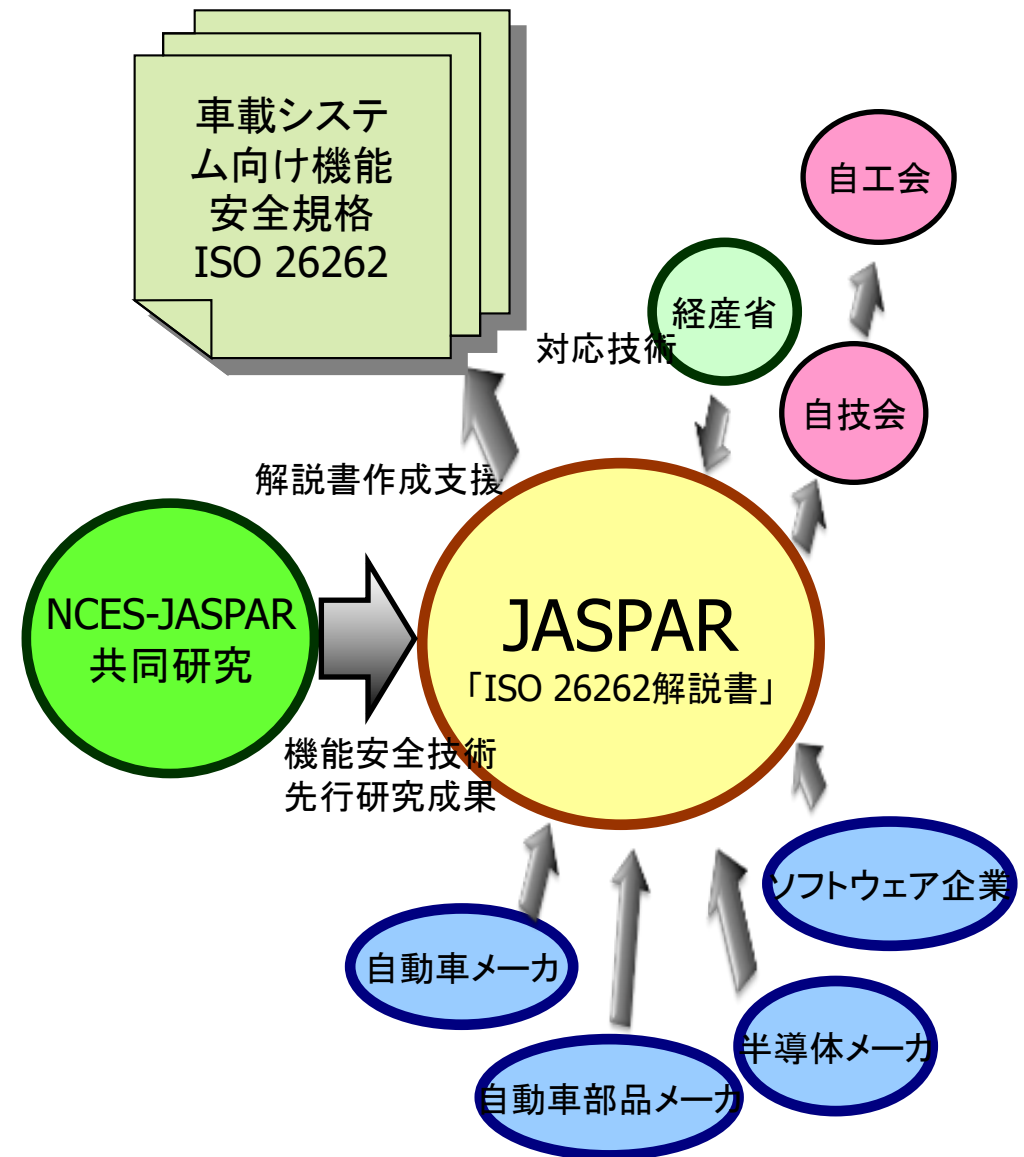 車載システ
ム向け機能
安全規格
ISO 26262
自工会
経産省
対応技術
自技会
解説書作成支援
NCES-JASPAR
共同研究
JASPAR
「ISO 26262解説書」
機能安全技術
先行研究成果
ソフトウェア企業
自動車メーカ
半導体メーカ
自動車部品メーカ